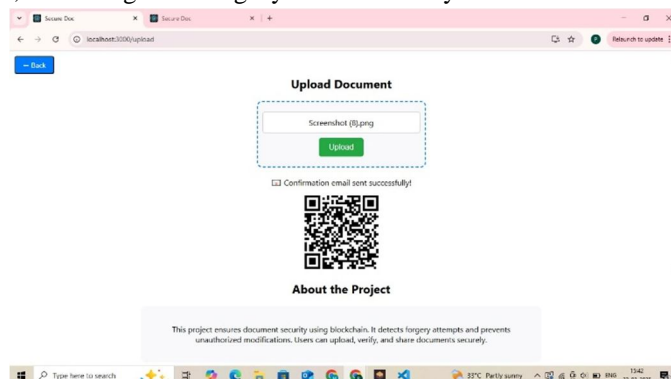 Secure Doc
Secure Doc
localhost:3000/upload
Relaunch to update
← Back
Upload Document
Screenshot (8).png
Upload
Confirmation email sent successfully!
About the Project
This project ensures document security using blockchain. It detects forgery attempts and prevents
unauthorized modifications. Users can upload, verify, and share documents securely.
Type here to search
33°C Partly sunny
ENG
13:42